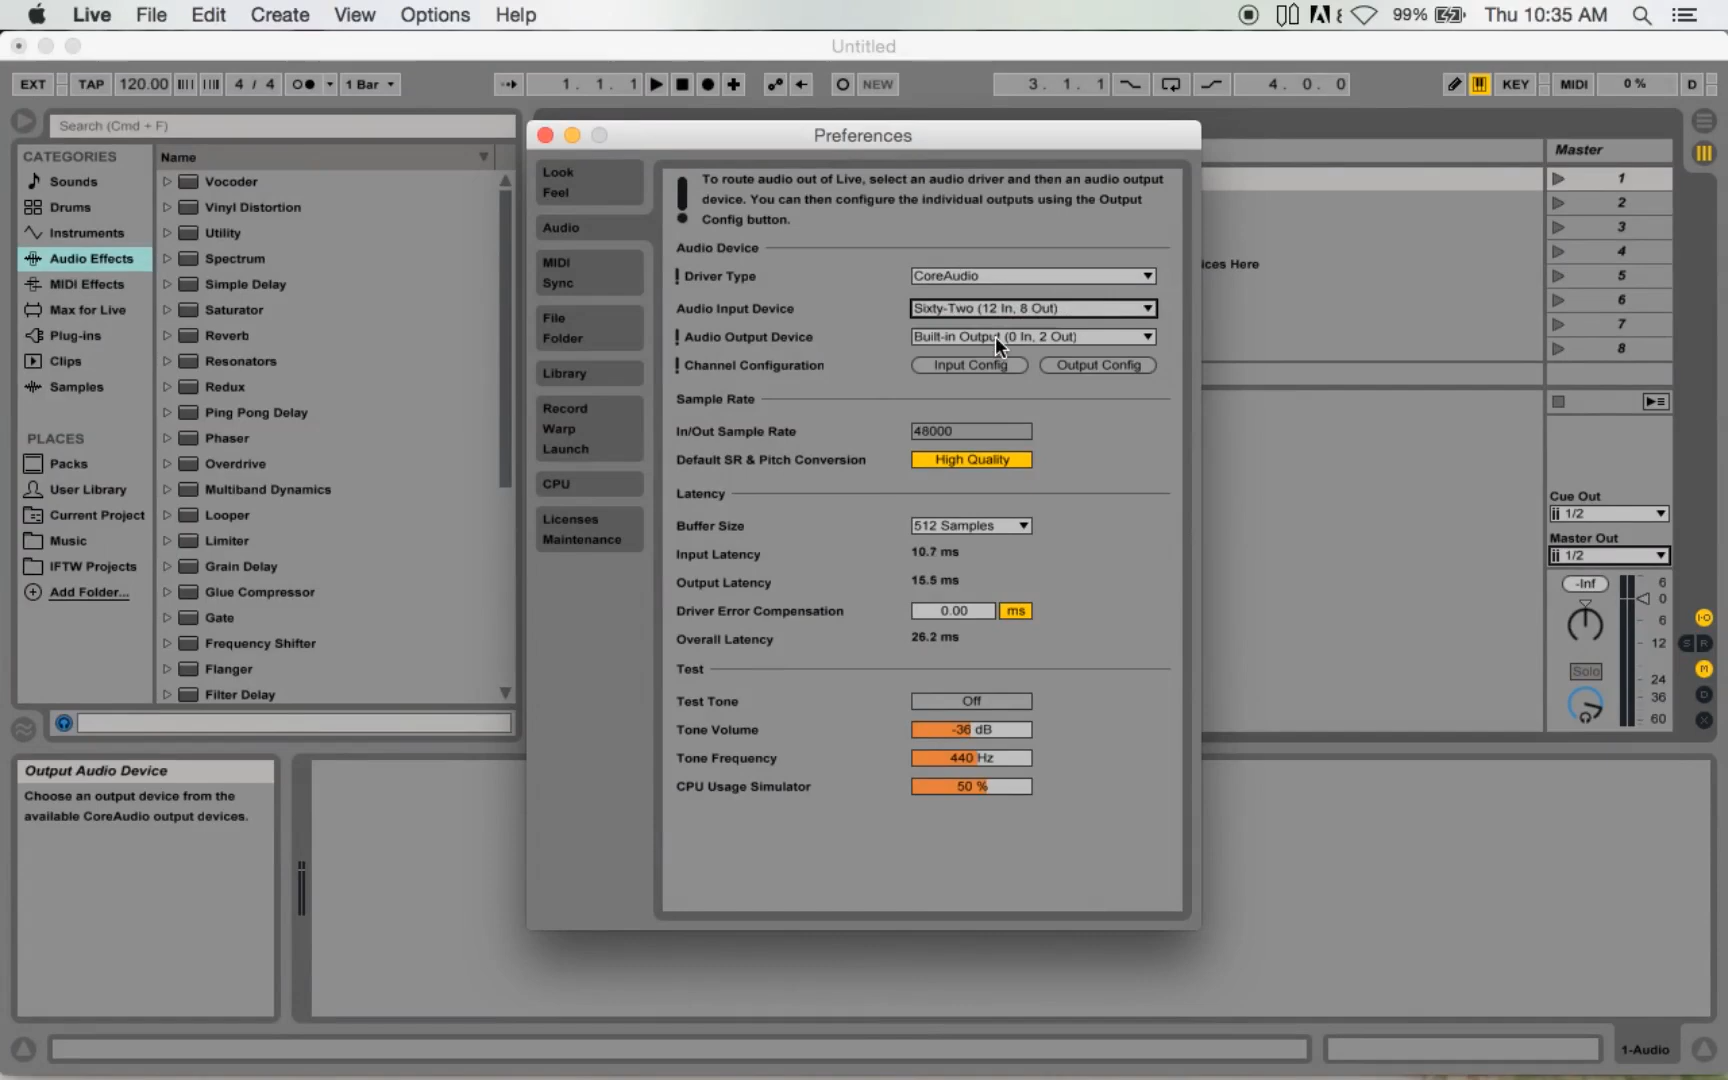 Live File Edit Create View Options Help
99% Thu 10:35 AM
Untitled
EXT TAP 120.00 4 / 4 1 Bar 1. 1. 1 NEW 3. 1. 1 4. 0. 0 KEY MIDI 0 % D
Search (Cmd + F)
CATEGORIES
Sounds
Drums
Instruments
Audio Effects
MIDI Effects
Max for Live
Plug-ins
Clips
Samples
PLACES
Packs
User Library
Current Project
Music
IFTW Projects
Add Folder...
Name
Vocoder
Vinyl Distortion
Utility
Spectrum
Simple Delay
Saturator
Reverb
Resonators
Redux
Ping Pong Delay
Phaser
Overdrive
Multiband Dynamics
Looper
Limiter
Grain Delay
Glue Compressor
Gate
Frequency Shifter
Flanger
Filter Delay
Preferences
Look
Feel
Audio
MIDI
Sync
File
Folder
Library
Record
Warp
Launch
CPU
Licenses
Maintenance
To route audio out of Live, select an audio driver and then an audio output
device. You can then configure the individual outputs using the Output
Config button.
Audio Device
Driver Type CoreAudio
Audio Input Device Sixty-Two (12 In, 8 Out)
Audio Output Device Built-in Output (0 In, 2 Out)
Channel Configuration Input Config Output Config
Sample Rate
In/Out Sample Rate 48000
Default SR & Pitch Conversion High Quality
Latency
Buffer Size 512 Samples
Input Latency 10.7 ms
Output Latency 15.5 ms
Driver Error Compensation 0.00 ms
Overall Latency 26.2 ms
Test
Test Tone Off
Tone Volume -36 dB
Tone Frequency 440 Hz
CPU Usage Simulator 50 %
ices Here
Master
1
2
3
4
5
6
7
8
Cue Out
1/2
Master Out
1/2
-Inf
6
0
6
12
24
36
60
Solo
I·O
S R
M
D
X
Output Audio Device
Choose an output device from the
available CoreAudio output devices.
1-Audio